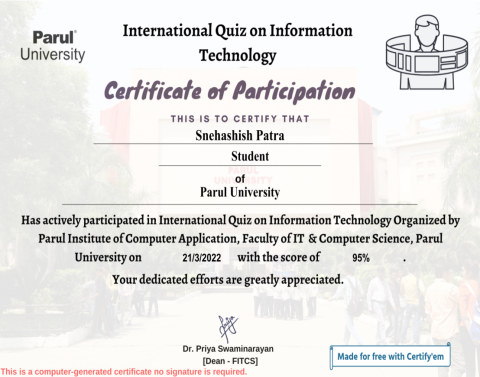 Parul®
University
International Quiz on Information
Technology
Certificate of Participation
THIS IS TO CERTIFY THAT
Snehashish Patra
Student
of
Parul University
Has actively participated in International Quiz on Information Technology Organized by
Parul Institute of Computer Application, Faculty of IT & Computer Science, Parul
University on 21/3/2022 with the score of 95% .
Your dedicated efforts are greatly appreciated.
Dr. Priya Swaminarayan
[Dean - FITCS]
Made for free with Certify'em
This is a computer-generated certificate no signature is required.